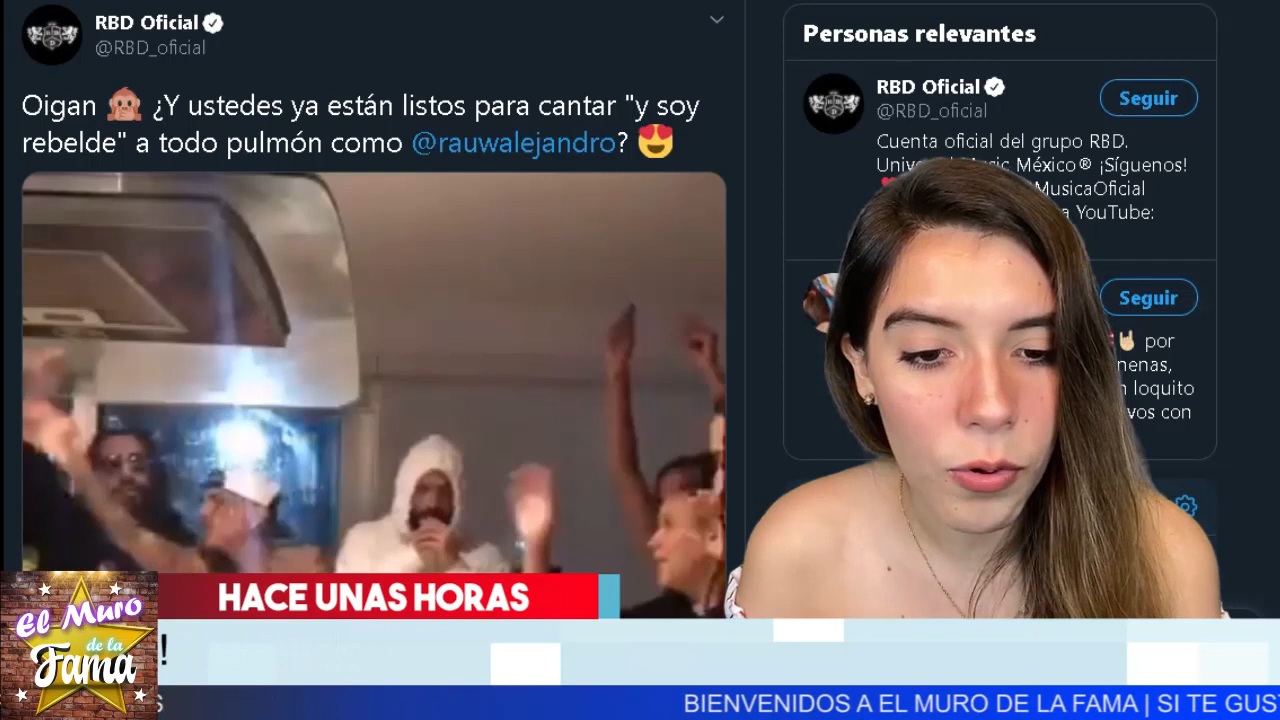 RBD Oficial
@RBD_oficial
Oigan 🙊 ¿Y ustedes ya están listos para cantar "y soy
rebelde" a todo pulmón como @rauwalejandro? 😍
Personas relevantes
RBD Oficial
@RBD_oficial
Seguir
Cuenta oficial del grupo RBD.
México® ¡Síguenos!
MusicaOficial
YouTube:
Seguir
por
loquito
con
HACE UNAS HORAS
El Muro
de la
Fama
!
S
BIENVENIDOS A EL MURO DE LA FAMA | SI TE GUS